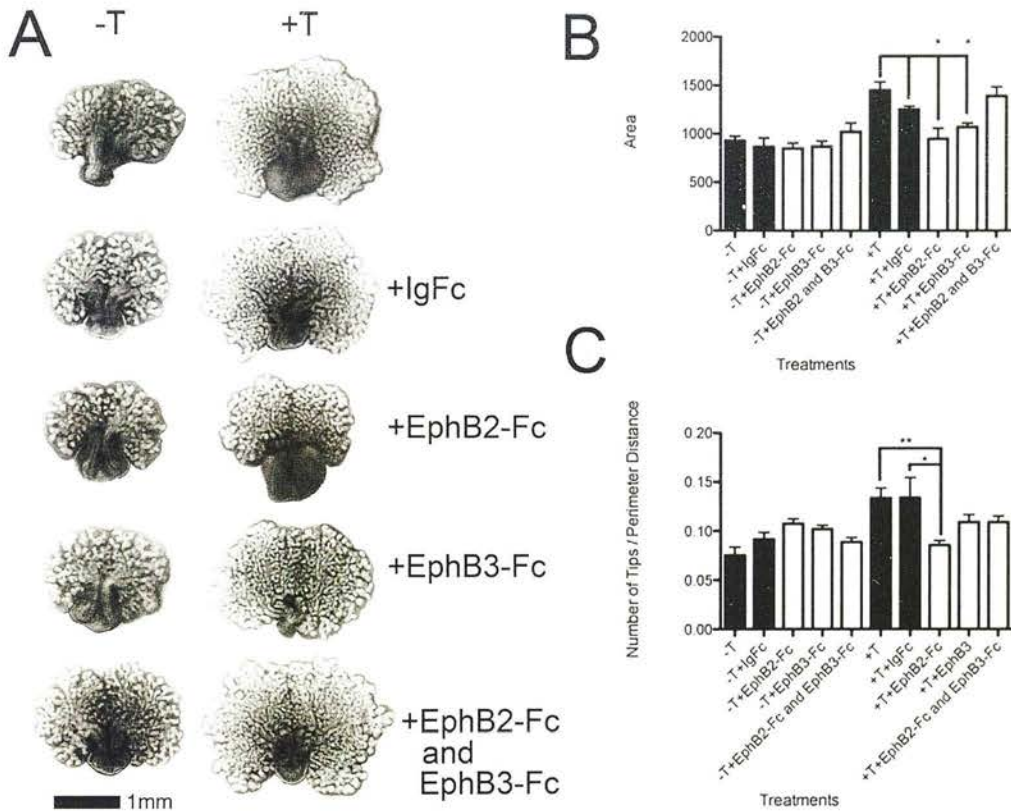 A
-T
+T
+IgFc
+EphB2-Fc
+EphB3-Fc
+EphB2-Fc
and
EphB3-Fc
1mm
B
Area
2000
1500
1000
500
0
*
*
-T
-T+IgFc
-T+EphB2-Fc
-T+EphB3-Fc
-T+EphB2 and B3-Fc
+T
+T+IgFc
+T+EphB2-Fc
+T+EphB3-Fc
+T+EphB2 and B3-Fc
Treatments
C
Number of Tips / Perimeter Distance
0.20
0.15
0.10
0.05
0.00
**
*
-T
-T+IgFc
-T+EphB2-Fc
-T+EphB3-Fc
-T+EphB2-Fc and EphB3-Fc
+T
+T+IgFc
+T+EphB2-Fc
+T+EphB3
+T+EphB2-Fc and EphB3-Fc
Treatments